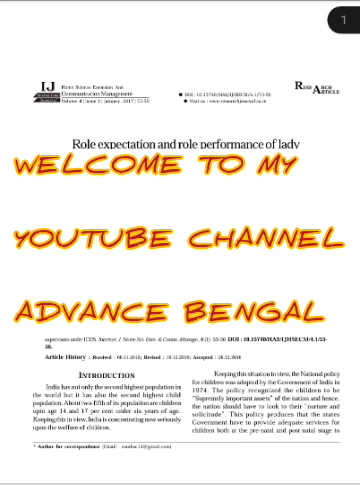 1
IJ
Home Science Extension And
Communication Management
Volume 4 | Issue 1 | January, 2017 | 53-56
● DOI : 10.15740/HAS/IJHSECM/4.1/53-56
● Visit us : www.researchjournal.co.in
RESEARCH
ARTICLE
Role expectation and role performance of lady
WELCOME TO MY
YOUTUBE CHANNEL
ADVANCE BENGAL
supervisors under ICDS. Internat. J. Home Sci. Extn. & Comm. Manage., 4 (1): 53-56. DOI : 10.15740/HAS/IJHSECM/4.1/53-
56.
Article History : Received : 08.11.2016; Revised : 10.12.2016; Accepted : 28.12.2016
INTRODUCTION
India has not only the second highest population in
the world but it has also the second highest child
population. About two-fifth of its population are children
upto age 14 and 17 per cent under six years of age.
Keeping this in view, India is concentrating now seriously
upon the welfare of children.
Keeping this situation in view, the National policy
for children was adopted by the Government of India in
1974. The policy recognized the children to be
"Supremely important assets" of the nation and hence,
the nation should have to look to their "nurture and
solicitude". This policy produces that the states
Government have to provide adequate services for
children both at the pre-natal and post-natal stage to
* Author for correspondence (Email :